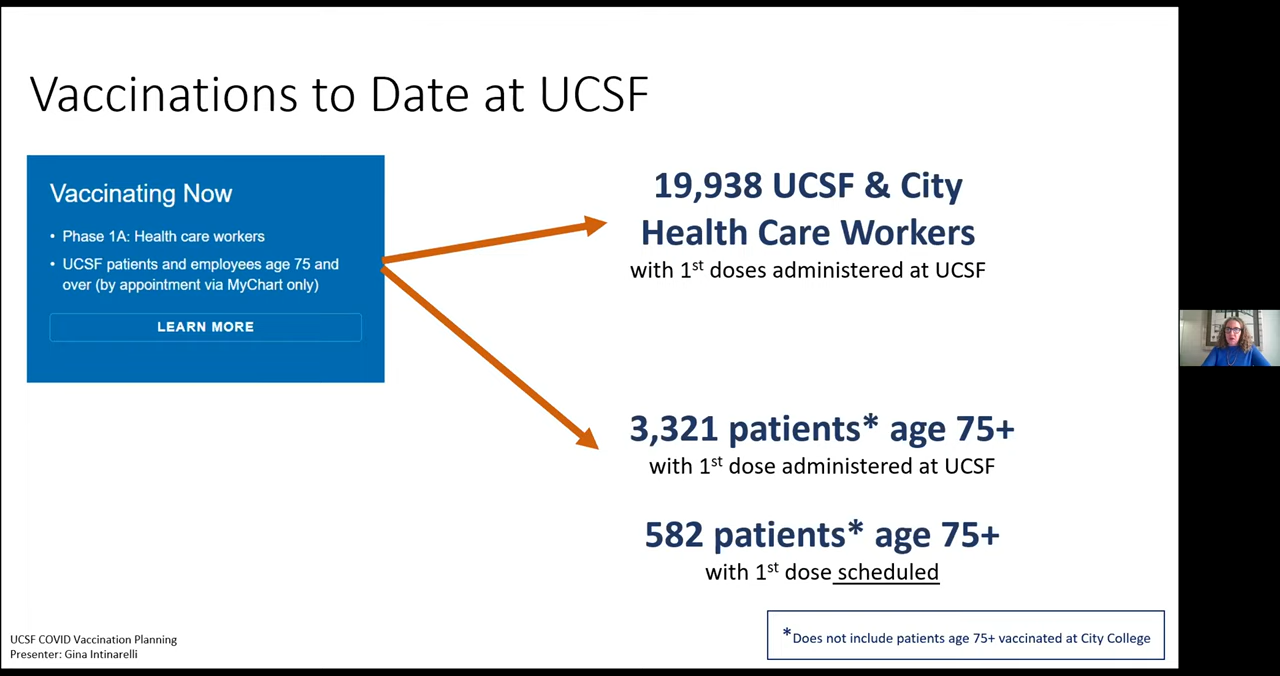 Vaccinations to Date at UCSF
Vaccinating Now
• Phase 1A: Health care workers
• UCSF patients and employees age 75 and
over (by appointment via MyChart only)
LEARN MORE
19,938 UCSF & City
Health Care Workers
with 1st doses administered at UCSF
3,321 patients* age 75+
with 1st dose administered at UCSF
582 patients* age 75+
with 1st dose scheduled
*Does not include patients age 75+ vaccinated at City College
UCSF COVID Vaccination Planning
Presenter: Gina Intinarelli